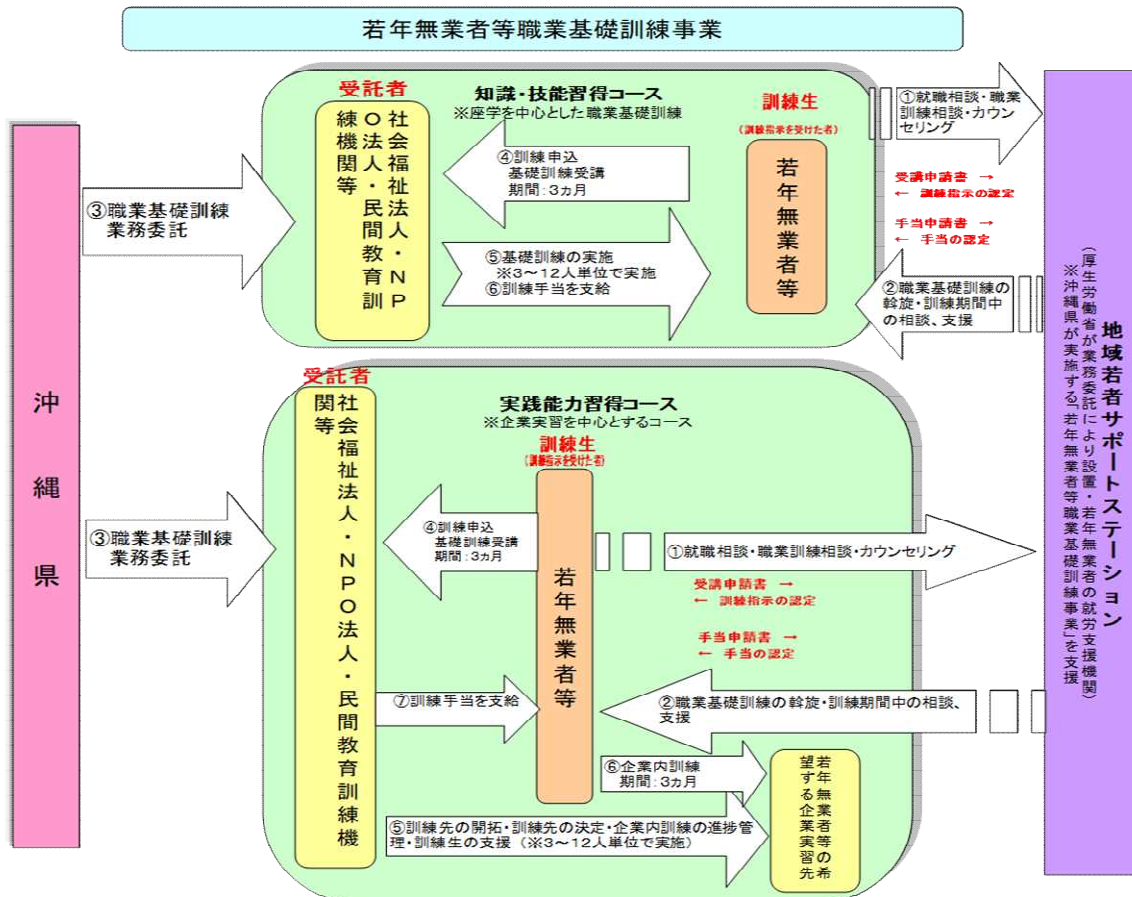 若年無業者等職業基礎訓練事業
沖縄県
③職業基礎訓練
業務委託
受託者
社会福祉法人・NP
O法人・民間教育訓
練機関等
知識・技能習得コース
※座学を中心とした職業基礎訓練
④訓練申込
基礎訓練受講
期間:3ヵ月
⑤基礎訓練の実施
※3~12人単位で実施
⑥訓練手当を支給
訓練生
(訓練指示を受けた者)
若年無業者等
①就職相談・職業
訓練相談・カウン
セリング
受講申請書 →
← 訓練指示の認定
手当申請書 →
← 手当の認定
②職業基礎訓練の
斡旋・訓練期間中
の相談、支援
地域若者サポートステーション
(厚生労働省が業務委託により設置・若年無業者の就労支援機関)
※沖縄県が実施する「若年無業者等職業基礎訓練事業」を支援
③職業基礎訓練
業務委託
受託者
社会福祉法人・NPO法人・民間教育訓練機
関等
実践能力習得コース
※企業実習を中心とするコース
訓練生
(訓練指示を受けた者)
若年無業者等
④訓練申込
基礎訓練受講
期間:3ヵ月
①就職相談・職業訓練相談・カウンセリング
受講申請書 →
← 訓練指示の認定
手当申請書 →
← 手当の認定
⑦訓練手当を支給
②職業基礎訓練の斡旋・訓練期間中の相談、
支援
⑥企業内訓練
期間:3ヵ月
若年無業者等の希
望する企業実習先
⑤訓練先の開拓・訓練先の決定・企業内訓練の進捗管
理・訓練生の支援 (※3~12人単位で実施)